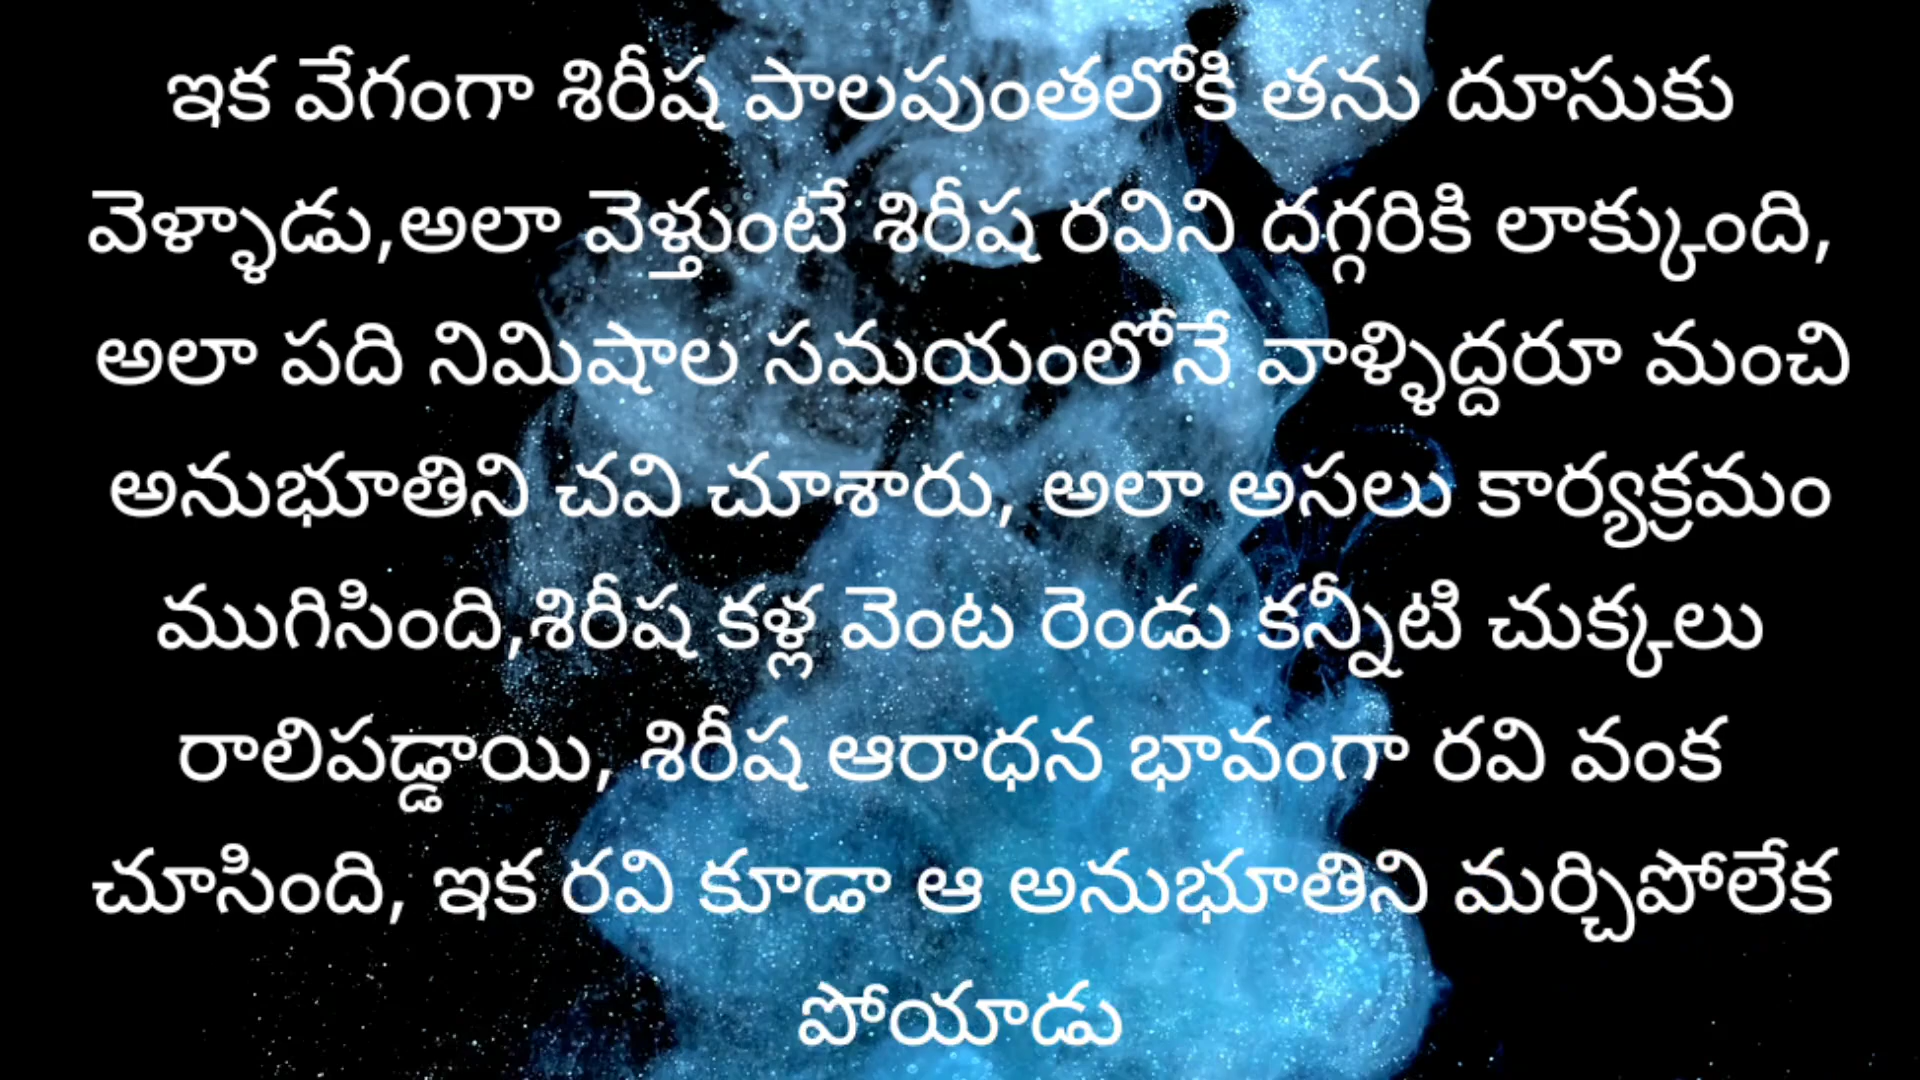 ఇక వేగంగా శిరీష పాలపుంతలోకి తను దూసుకు
వెళ్ళాడు,అలా వెళ్తుంటే శిరీష రవిని దగ్గరికి లాక్కుంది,
అలా పది నిమిషాల సమయంలోనే వాళ్ళిద్దరూ మంచి
అనుభూతిని చవి చూశారు, అలా అసలు కార్యక్రమం
ముగిసింది,శిరీష కళ్ల వెంట రెండు కన్నీటి చుక్కలు
రాలిపడ్డాయి, శిరీష ఆరాధన భావంగా రవి వంక
చూసింది, ఇక రవి కూడా ఆ అనుభూతిని మర్చిపోలేక
పోయాడు